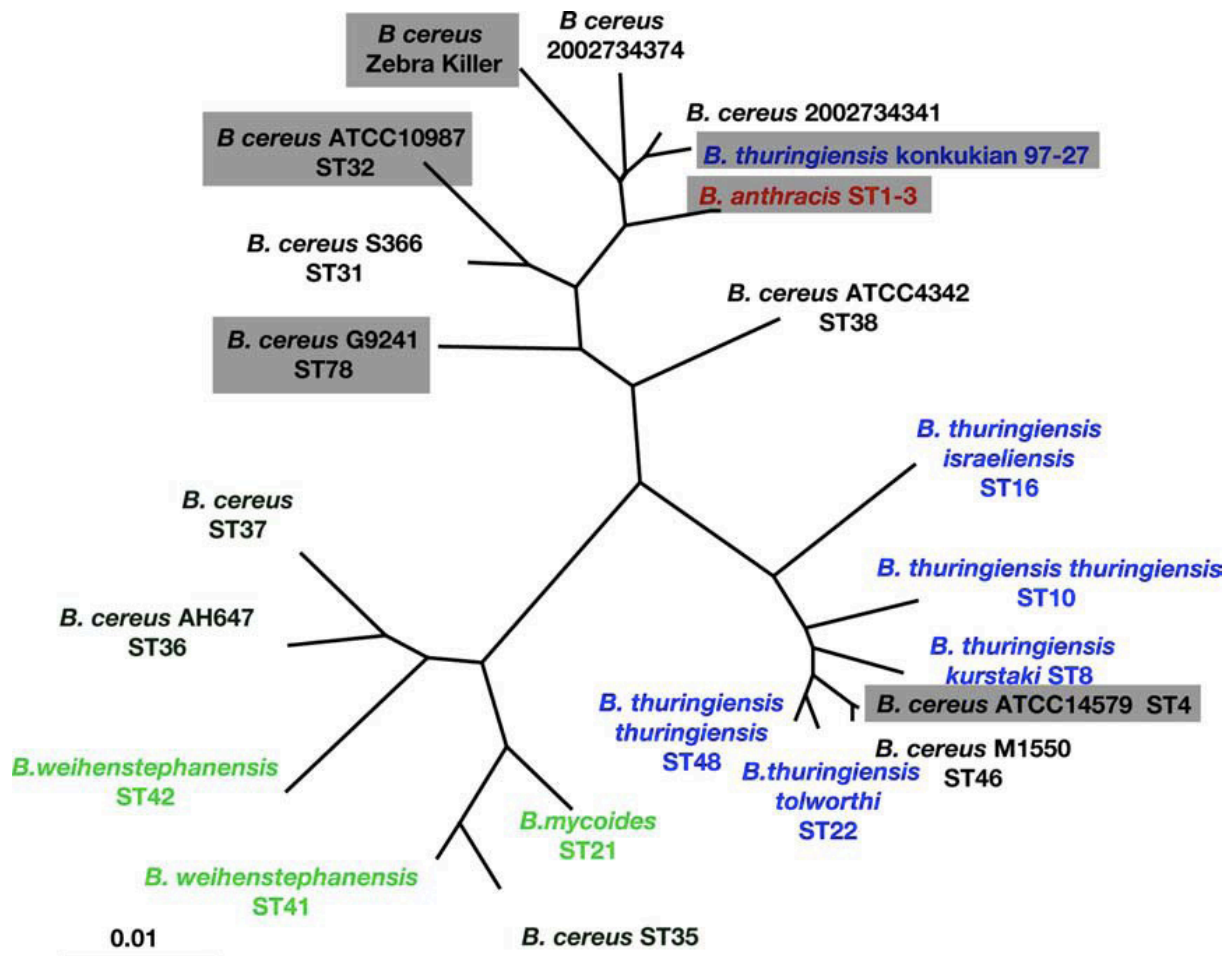 B cereus
Zebra Killer
B cereus
2002734374
B. cereus 2002734341
B. thuringiensis konkukian 97-27
B cereus ATCC10987
ST32
B. anthracis ST1-3
B. cereus S366
ST31
B. cereus ATCC4342
ST38
B. cereus G9241
ST78
B. thuringiensis
israeliensis
ST16
B. cereus
ST37
B. thuringiensis thuringiensis
ST10
B. cereus AH647
ST36
B. thuringiensis
kurstaki ST8
B. cereus ATCC14579 ST4
B. thuringiensis
thuringiensis
ST48
B. cereus M1550
ST46
B.thuringiensis
tolworthi
ST22
B.weihenstephanensis
ST42
B.mycoides
ST21
B. weihenstephanensis
ST41
B. cereus ST35
0.01